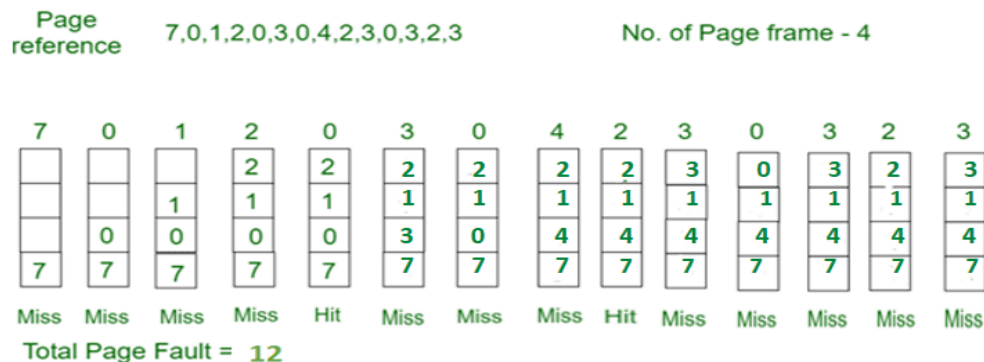 Page reference 7,0,1,2,0,3,0,4,2,3,0,3,2,3 No. of Page frame - 4
7 0 1 2 0 3 0 4 2 3 0 3 2 3
2 2 2 2 2 2 3 0 3 2 3
1 1 1 1 1 1 1 1 1 1 1 1
0 0 0 0 3 0 4 4 4 4 4 4 4
7 7 7 7 7 7 7 7 7 7 7 7 7 7
Miss Miss Miss Miss Hit Miss Miss Miss Hit Miss Miss Miss Miss Miss
Total Page Fault = 12